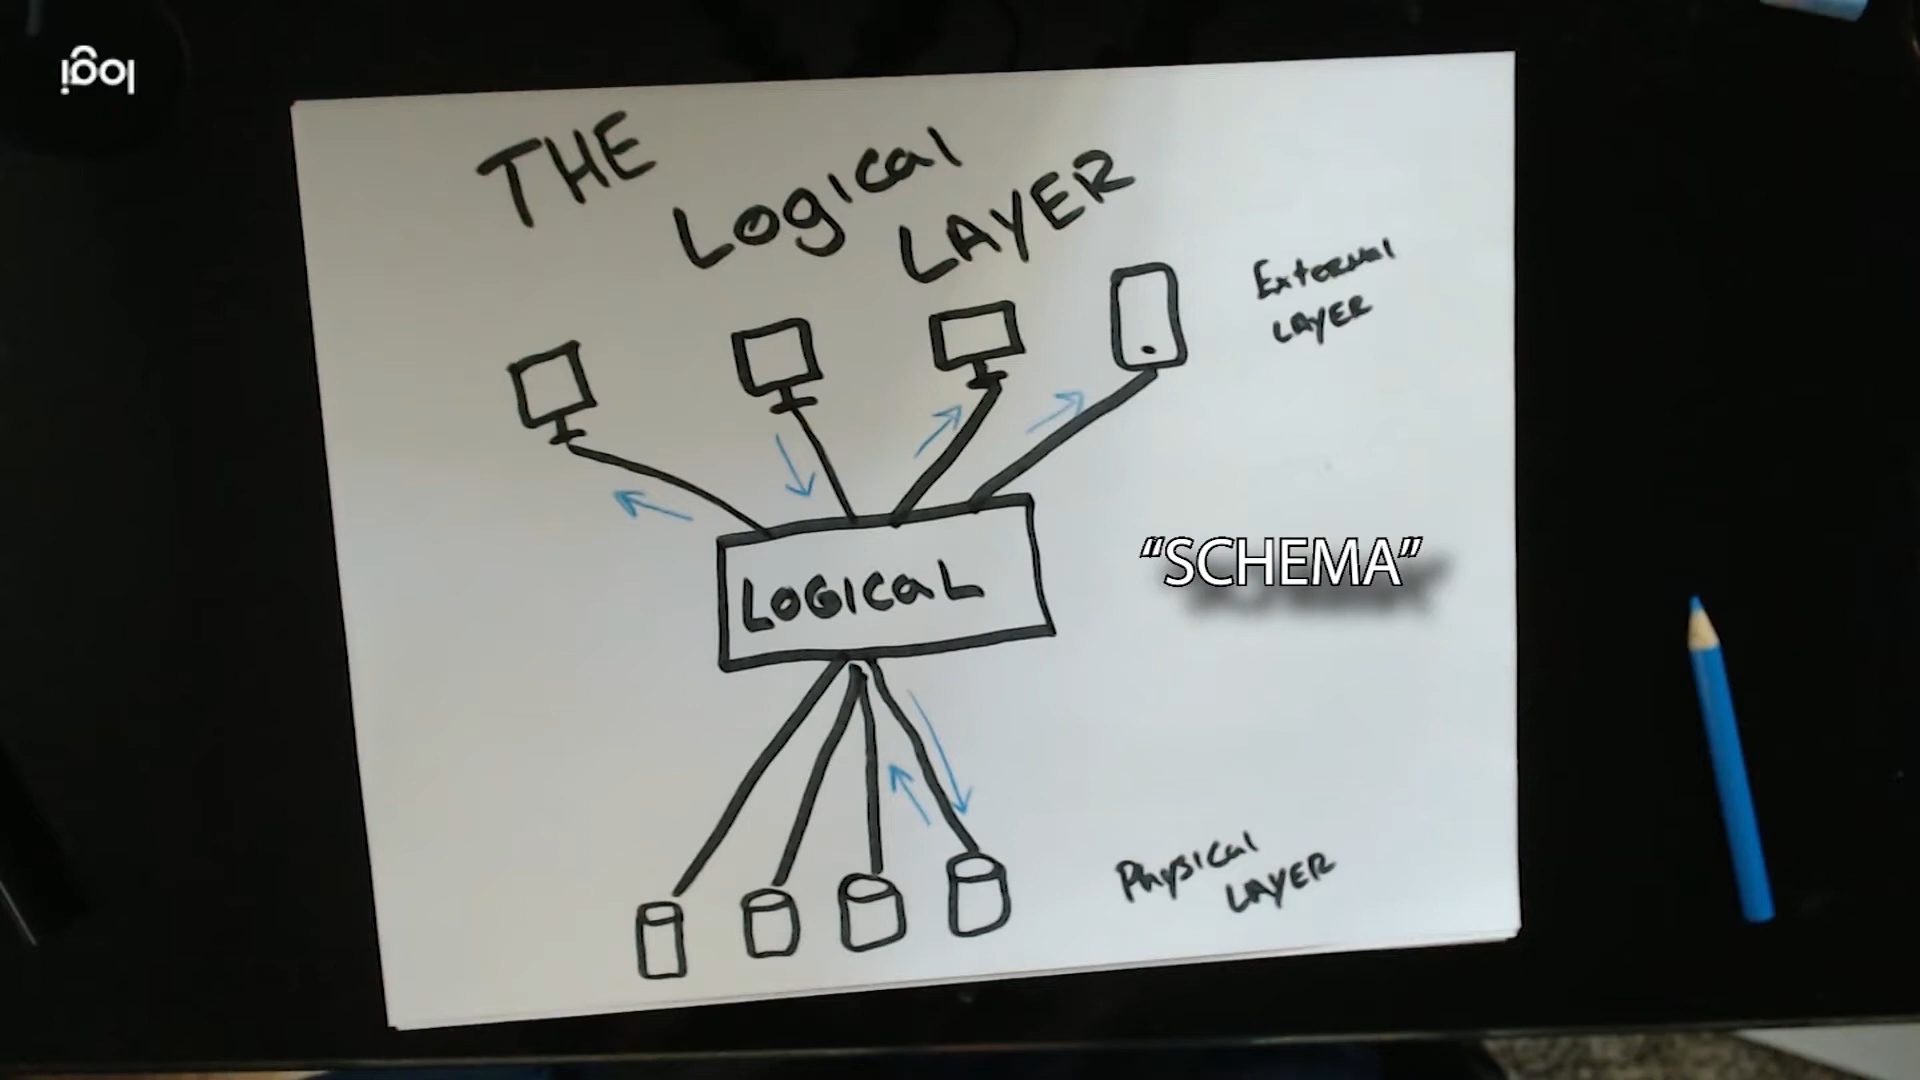 logi
THE
Logical
LAYER
External
LAYER
LOGICAL
“SCHEMA”
Physical
LAYER